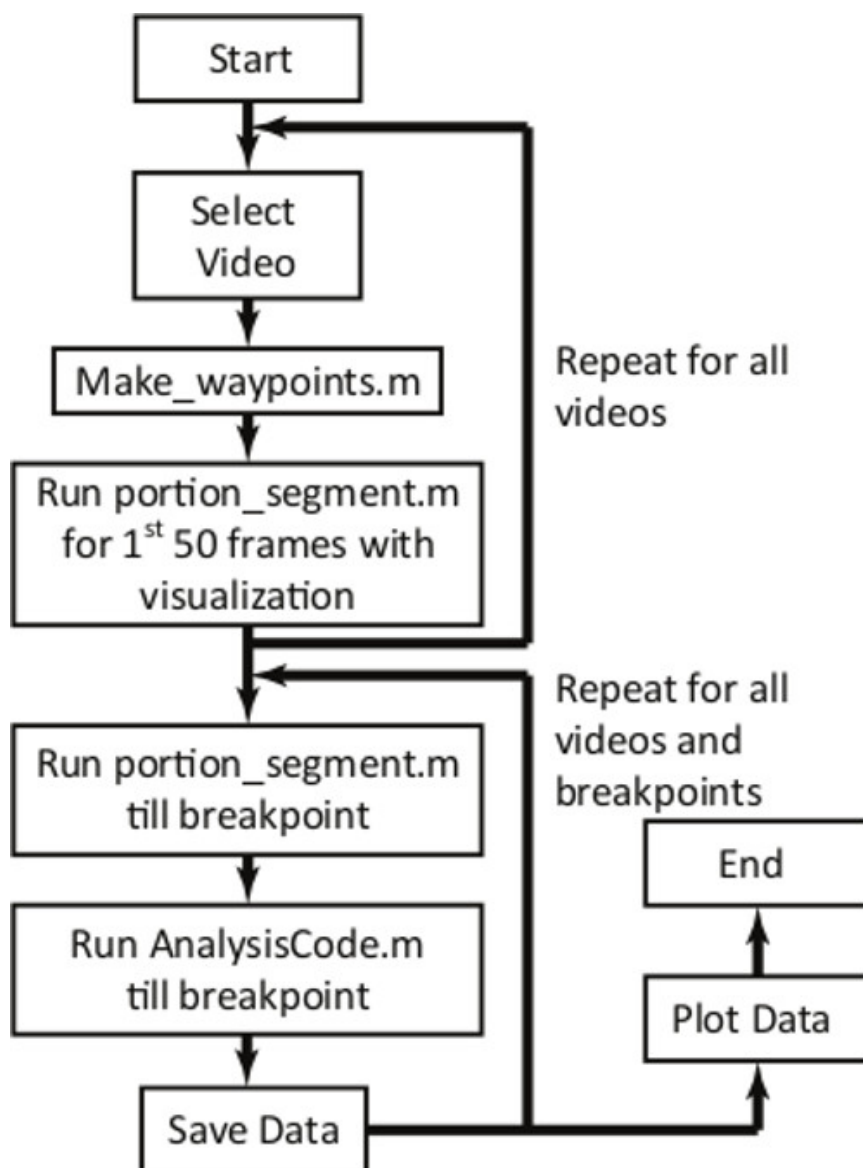 Start
Select
Video
Make_waypoints.m
Run portion_segment.m
for 1st 50 frames with
visualization
Repeat for all
videos
Run portion_segment.m
till breakpoint
Run AnalysisCode.m
till breakpoint
Save Data
Repeat for all
videos and
breakpoints
Plot Data
End